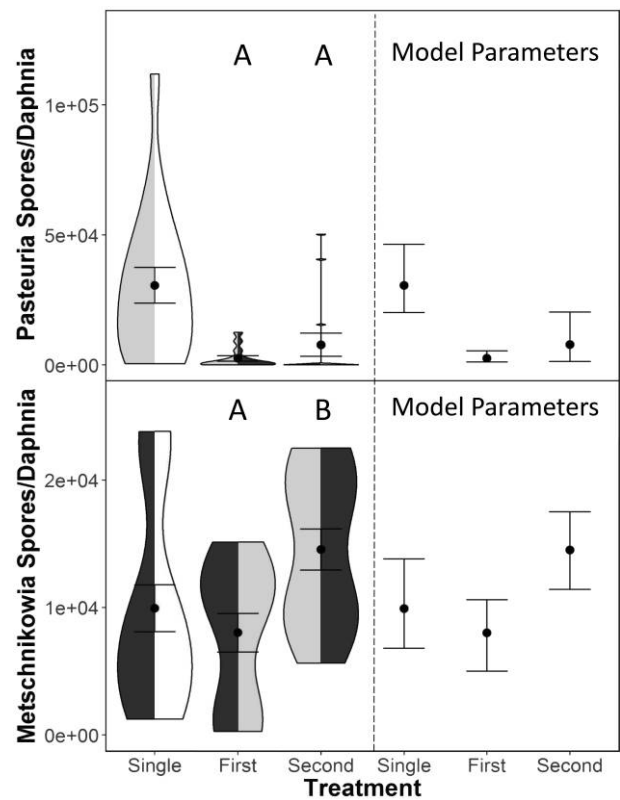 A A Model Parameters
Pasteuria Spores/Daphnia
1e+05
5e+04
0e+00
A B Model Parameters
Metschnikowia Spores/Daphnia
2e+04
1e+04
0e+00
Single First Second Single First Second
Treatment